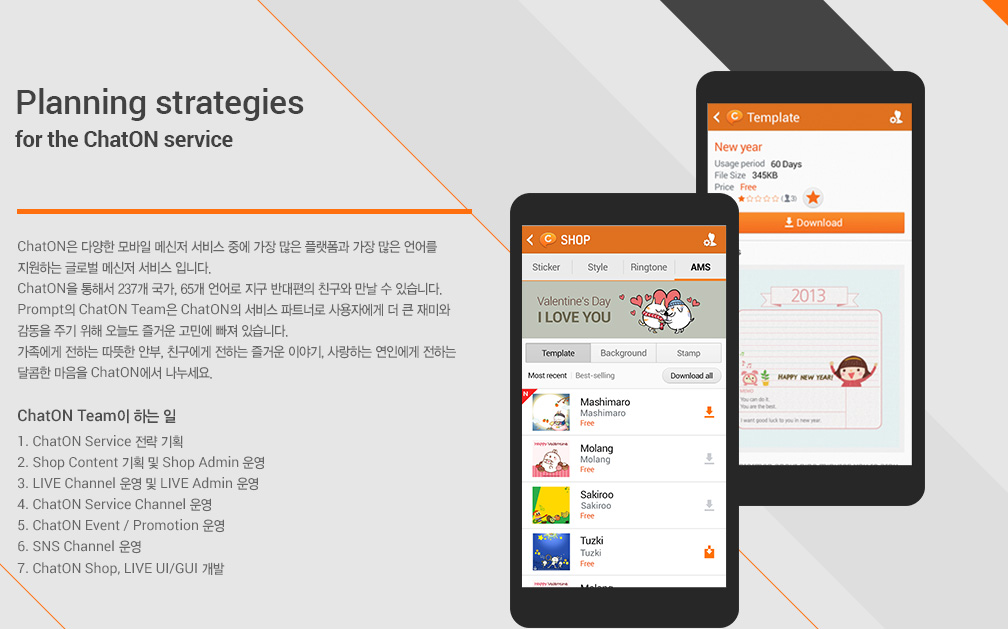 Planning strategies
for the ChatON service
ChatON은 다양한 모바일 메신저 서비스 중에 가장 많은 플랫폼과 가장 많은 언어를
지원하는 글로벌 메신저 서비스 입니다.
ChatON을 통해서 237개 국가, 65개 언어로 지구 반대편의 친구와 만날 수 있습니다.
Prompt의 ChatON Team은 ChatON의 서비스 파트너로 사용자에게 더 큰 재미와
감동을 주기 위해 오늘도 즐거운 고민에 빠져 있습니다.
가족에게 전하는 따뜻한 안부, 친구에게 전하는 즐거운 이야기, 사랑하는 연인에게 전하는
달콤한 마음을 ChatON에서 나누세요.
ChatON Team이 하는 일
1. ChatON Service 전략 기획
2. Shop Content 기획 및 Shop Admin 운영
3. LIVE Channel 운영 및 LIVE Admin 운영
4. ChatON Service Channel 운영
5. ChatON Event / Promotion 운영
6. SNS Channel 운영
7. ChatON Shop, LIVE UI/GUI 개발
C SHOP
Sticker Style Ringtone AMS
Valentine's Day
I LOVE YOU
Template Background Stamp
Most recent Best-selling Download all
N
Mashimaro
Mashimaro
Free
Happy Valentine
Molang
Molang
Free
Sakiroo
Sakiroo
Free
Tuzki
Tuzki
Free
Molang
C Template
New year
Usage period 60 Days
File Size 345KB
Price Free
Download
2013
HAPPY NEW YEAR!
MEMO
You can do it.
You are the best.
I want good luck to you in new year.